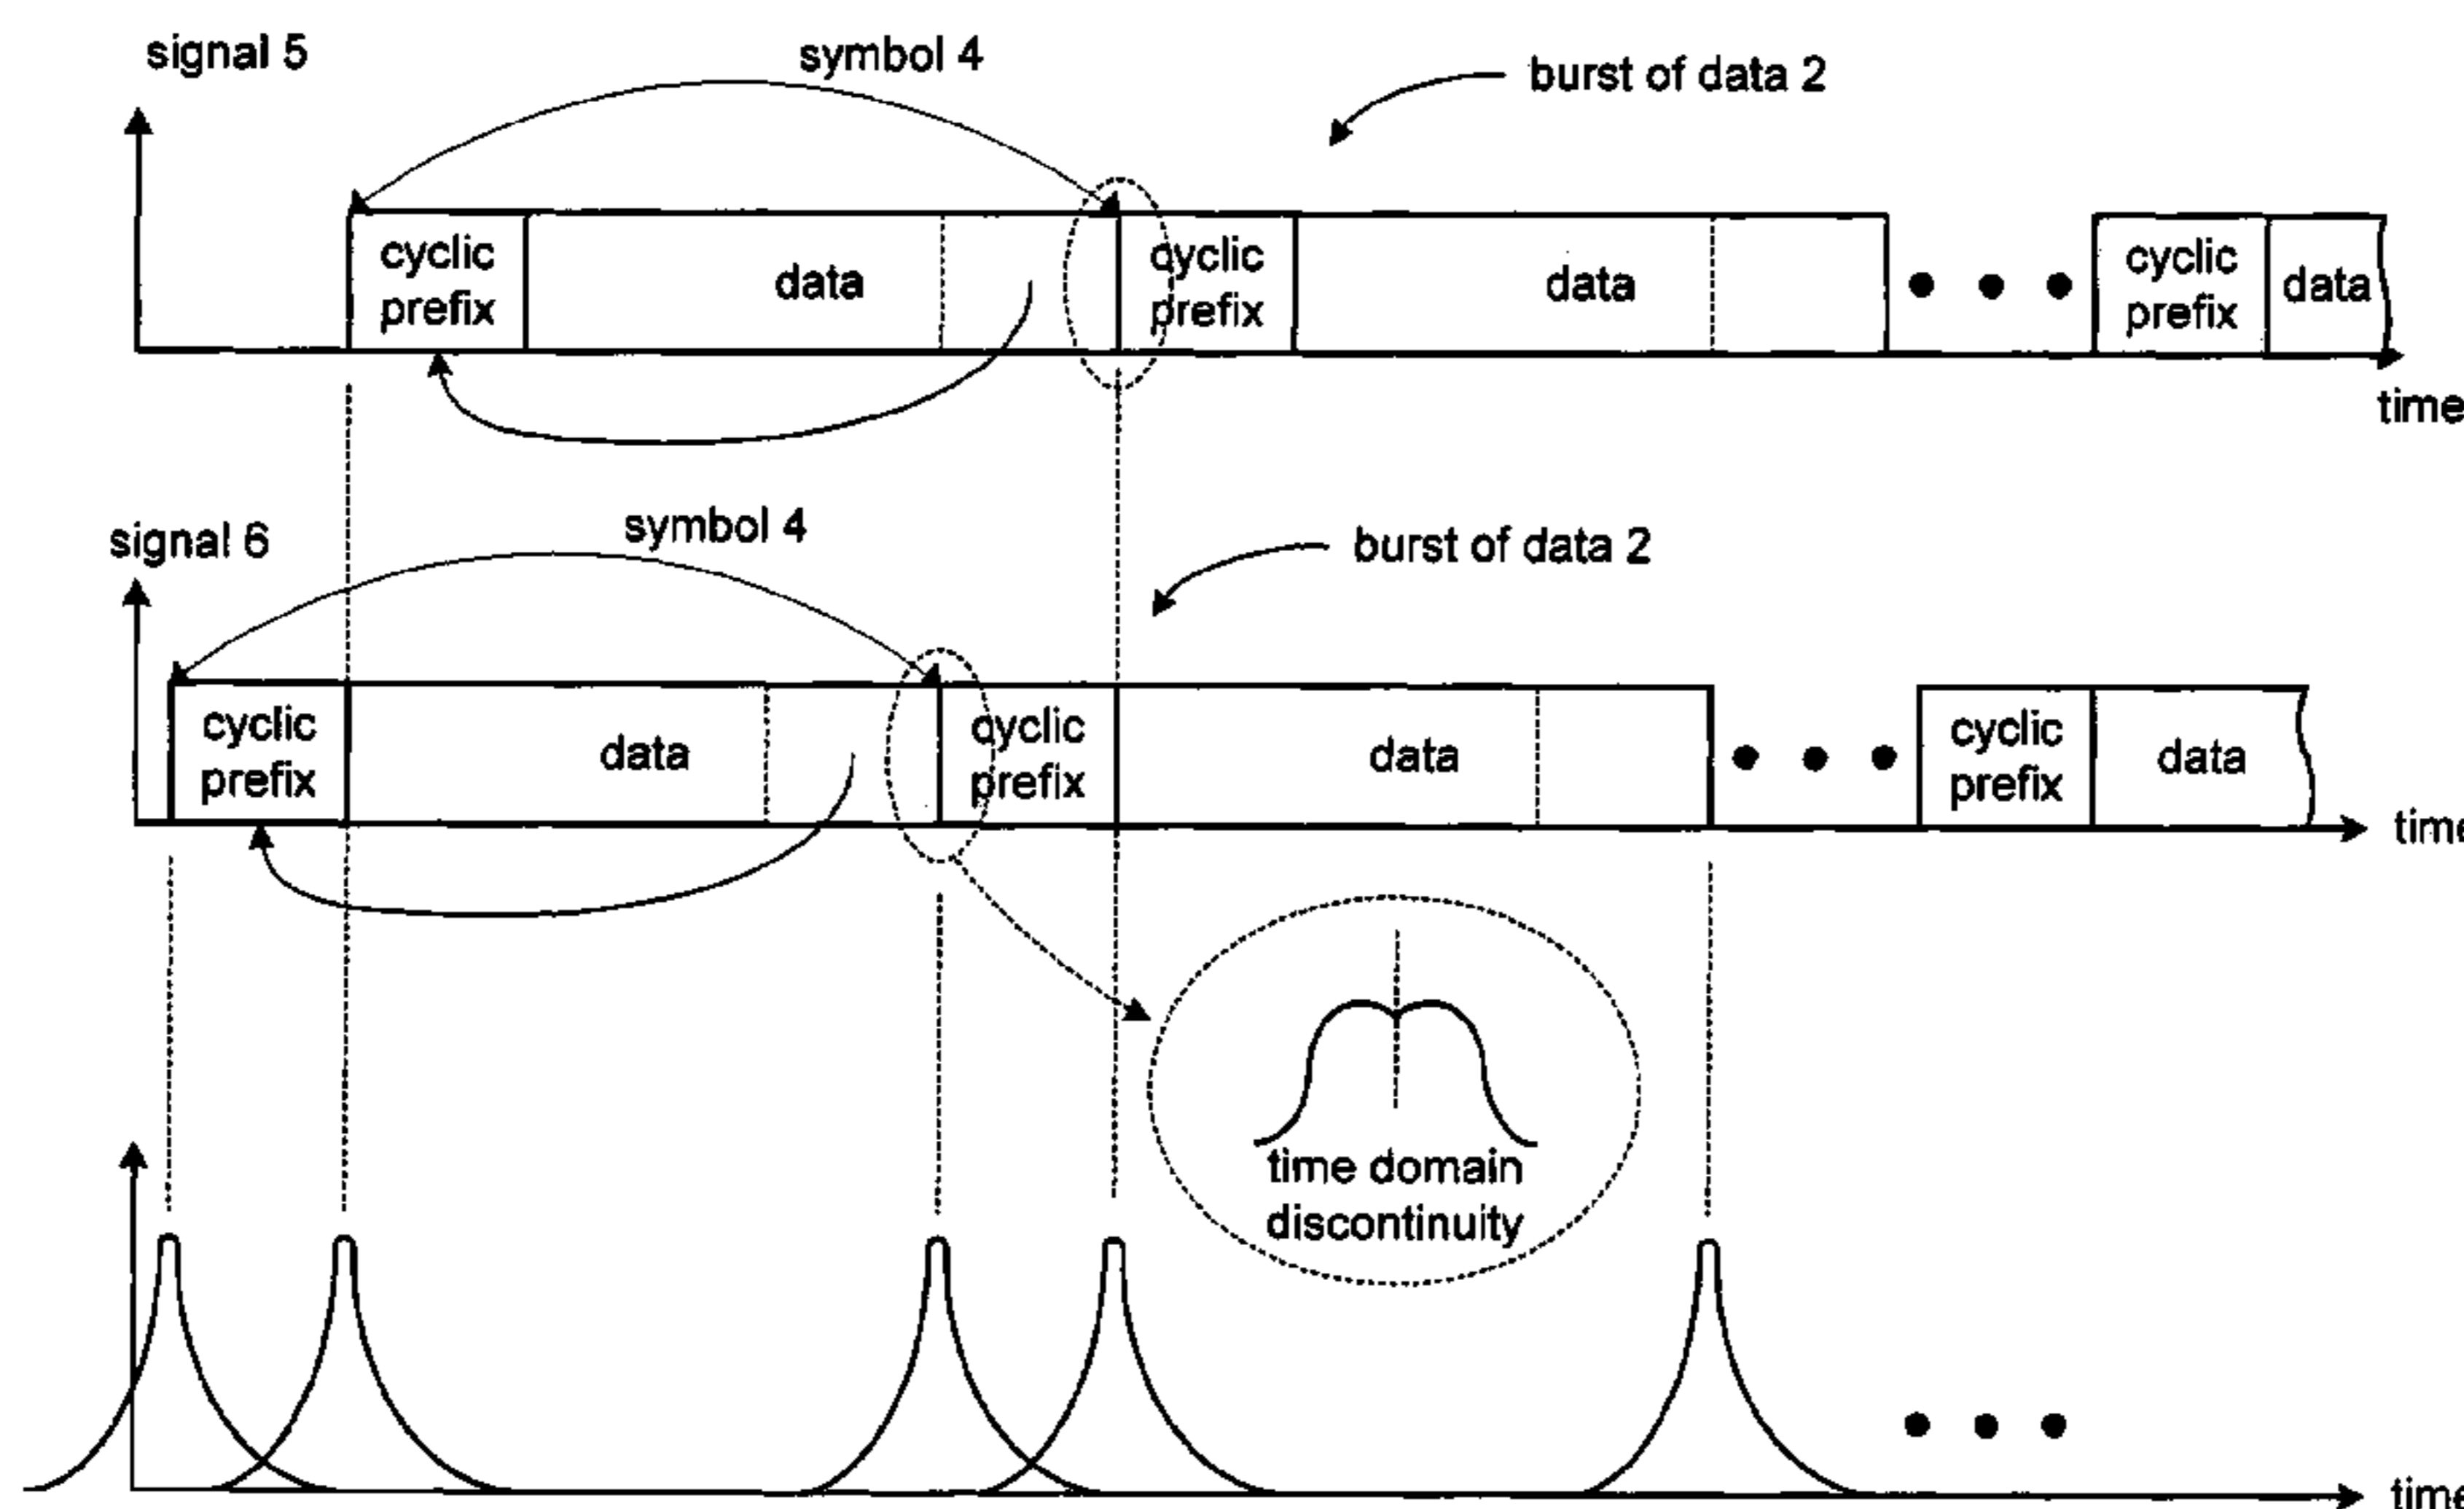 signal 5
symbol 4
burst of data 2
cyclic
prefix
data
cyclic
prefix
data
cyclic
prefix
data
time
signal 6
symbol 4
burst of data 2
cyclic
prefix
data
cyclic
prefix
data
cyclic
prefix
data
time
time domain
discontinuity
time